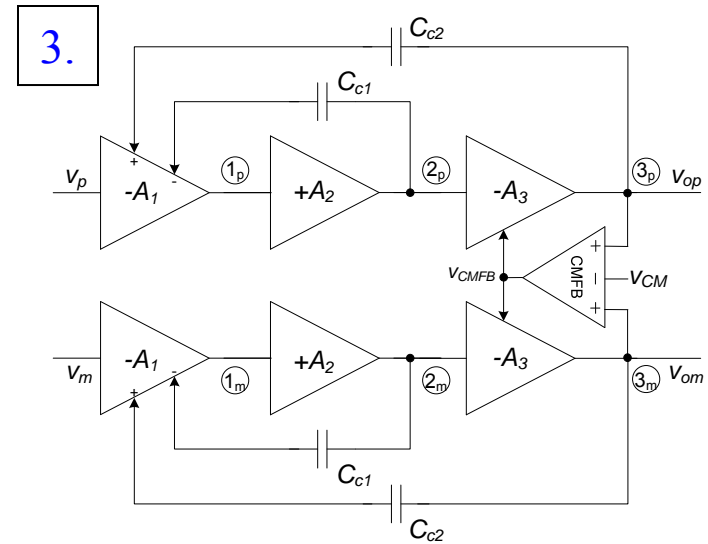 3.
Cc2
Cc1
+ -
vp -A1 1p +A2 2p -A3 3p vop
vCMFB CMFB + - + vCM
vm -A1 1m +A2 2m -A3 3m vom
+ -
Cc1
Cc2